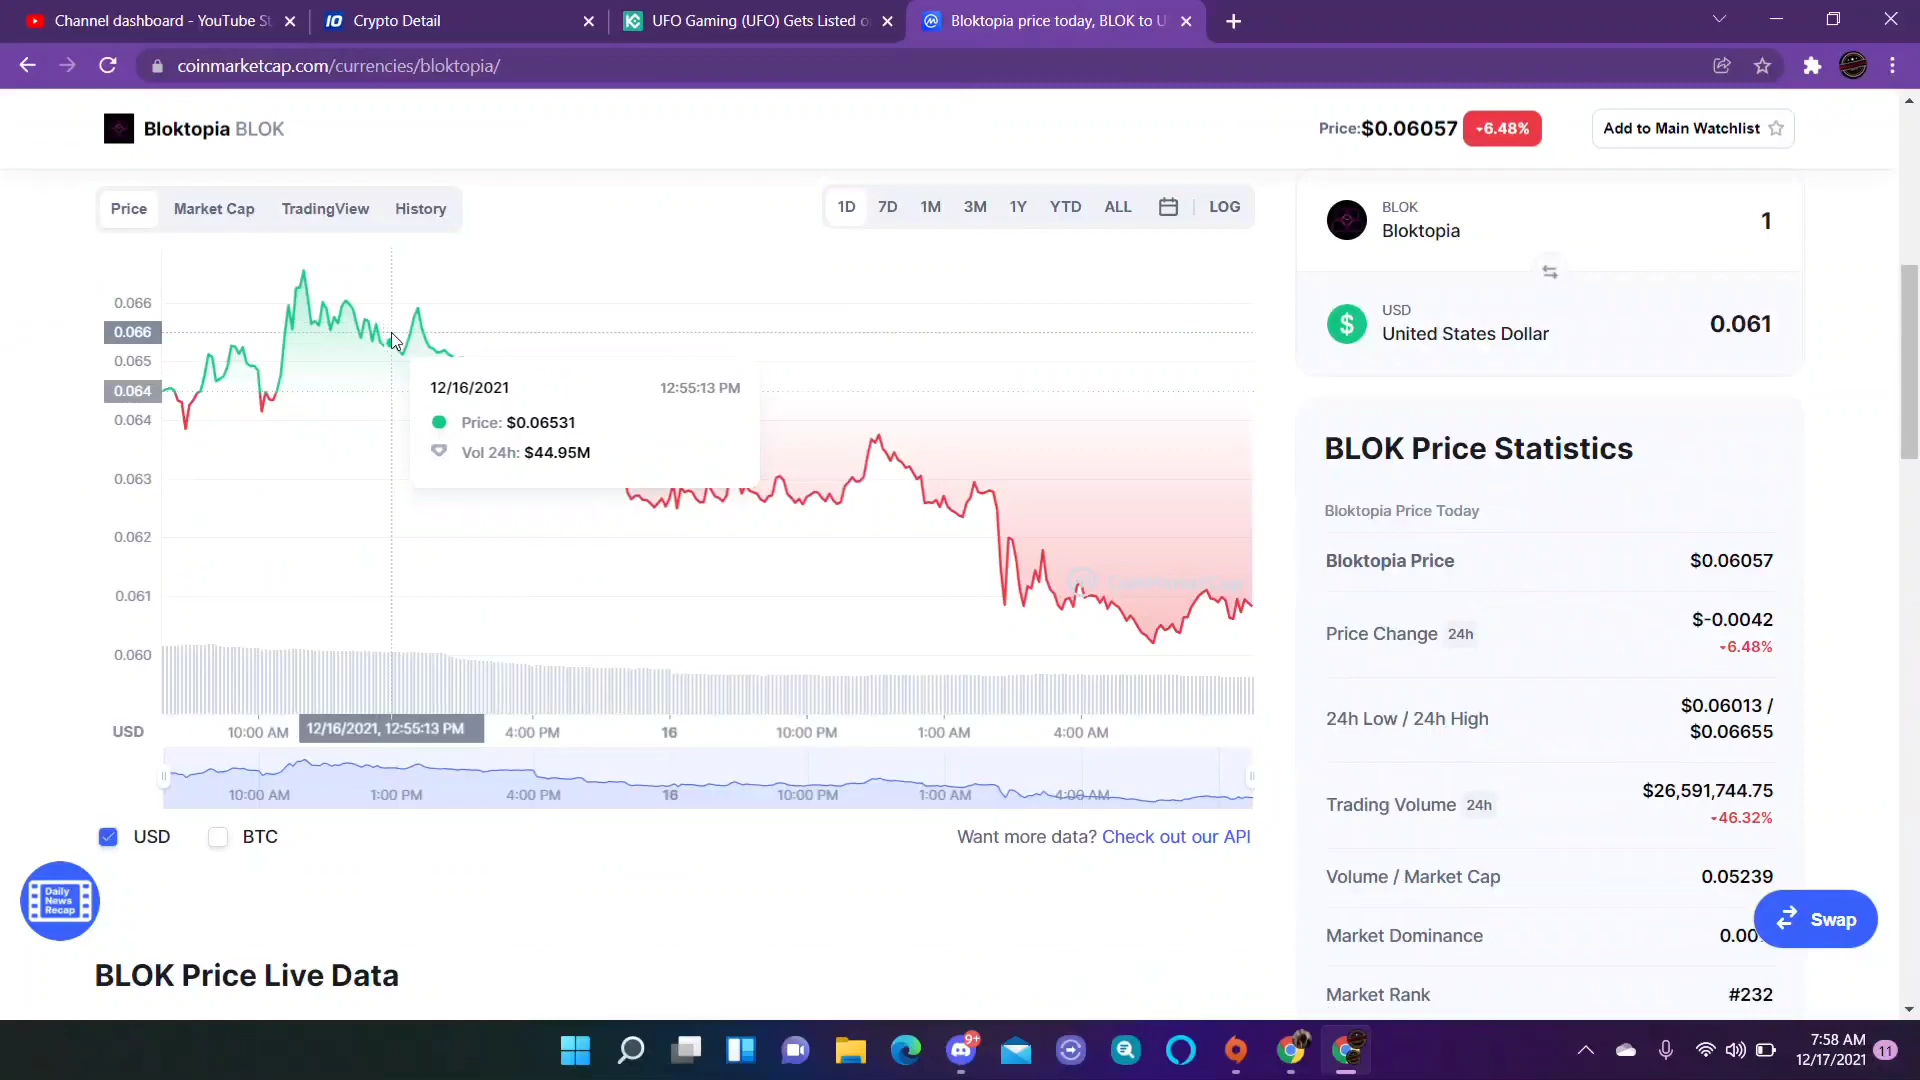 Channel dashboard - YouTube St
Crypto Detail
UFO Gaming (UFO) Gets Listed o
Bloktopia price today, BLOK to U
coinmarketcap.com/currencies/bloktopia/
Bloktopia BLOK
Price:$0.06057
6.48%
Add to Main Watchlist
Price
Market Cap
TradingView
History
1D
7D
1M
3M
1Y
YTD
ALL
LOG
0.066
0.066
0.065
0.064
0.064
0.063
0.062
0.061
0.060
12/16/2021
12:55:13 PM
Price: $0.06531
Vol 24h: $44.95M
CoinMarketCap
USD
10:00 AM
12/16/2021, 12:55:13 PM
4:00 PM
16
10:00 PM
1:00 AM
4:00 AM
10:00 AM
1:00 PM
4:00 PM
16
10:00 PM
1:00 AM
4:00 AM
USD
BTC
Want more data? Check out our API
Daily
News
Recap
BLOK Price Live Data
BLOK
Bloktopia
1
USD
United States Dollar
0.061
BLOK Price Statistics
Bloktopia Price Today
Bloktopia Price
$0.06057
Price Change 24h
$-0.0042
6.48%
24h Low / 24h High
$0.06013 /
$0.06655
Trading Volume 24h
$26,591,744.75
46.32%
Volume / Market Cap
0.05239
Market Dominance
Swap
Market Rank
#232
9+
7:58 AM
12/17/2021
11